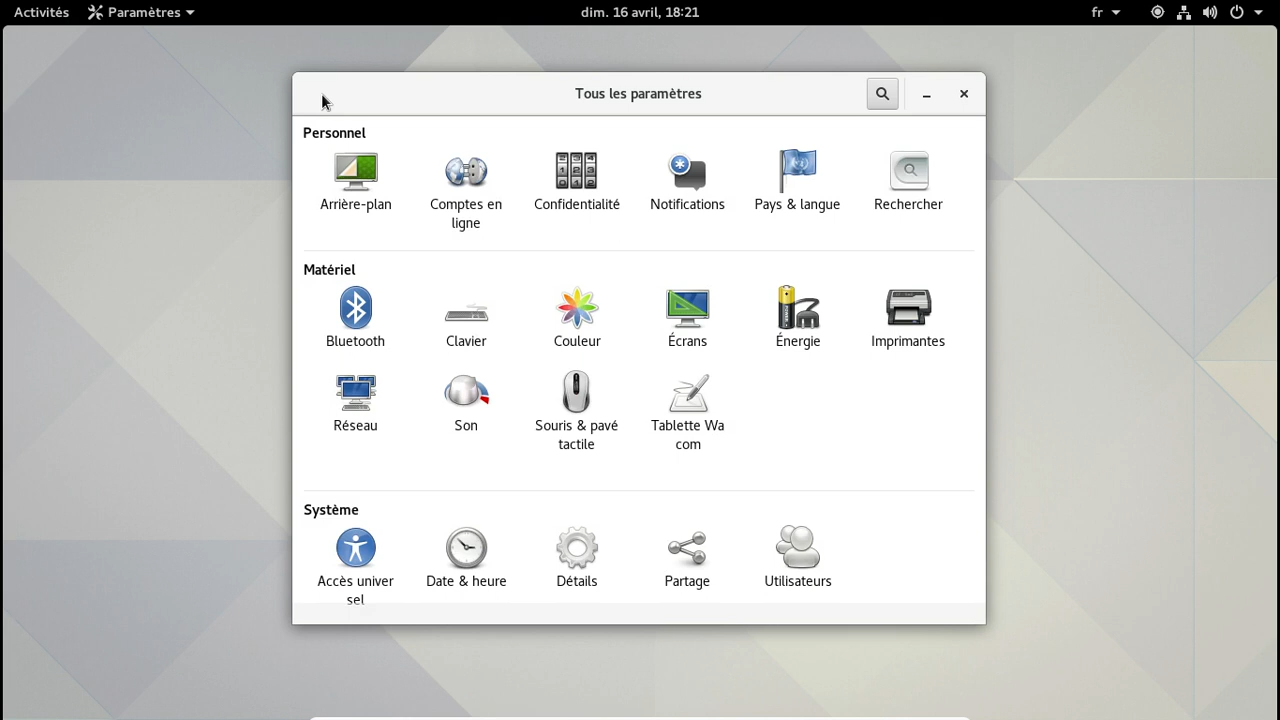 Activités Paramètres dim. 16 avril, 18:21 fr
Tous les paramètres
Personnel
Arrière-plan Comptes en ligne Confidentialité Notifications Pays & langue Rechercher
Matériel
Bluetooth Clavier Couleur Écrans Énergie Imprimantes
Réseau Son Souris & pavé tactile Tablette Wa com
Système
Accès univer sel Date & heure Détails Partage Utilisateurs